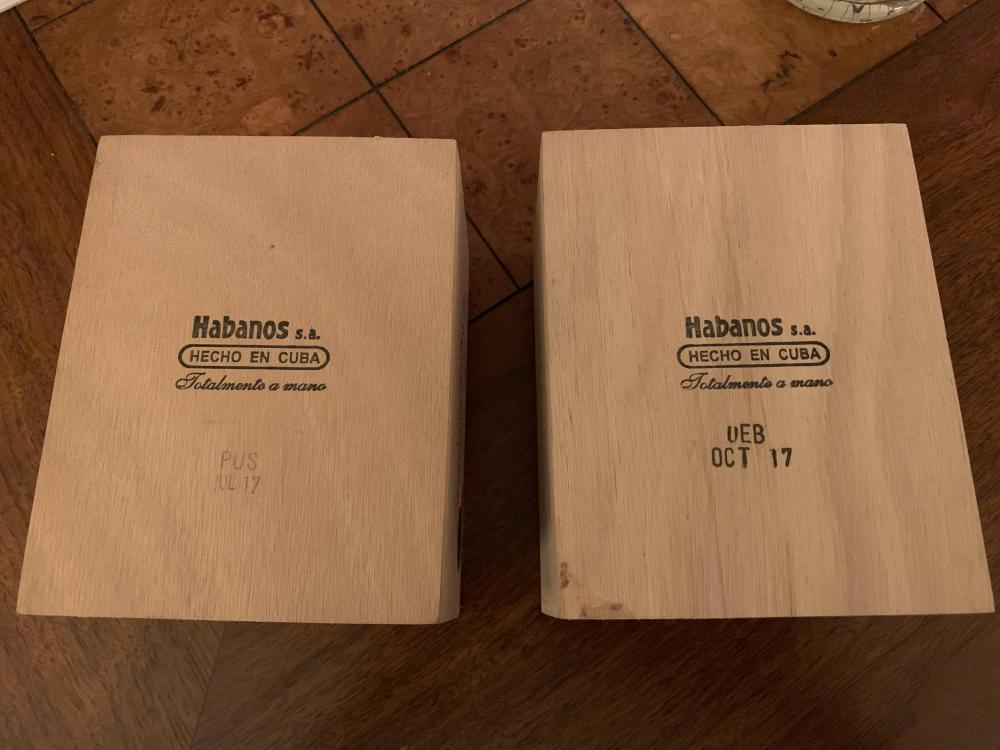 Habanos s.a.
HECHO EN CUBA
Totalmente a mano
PUS
JUL 17
Habanos s.a.
HECHO EN CUBA
Totalmente a mano
UEB
OCT 17